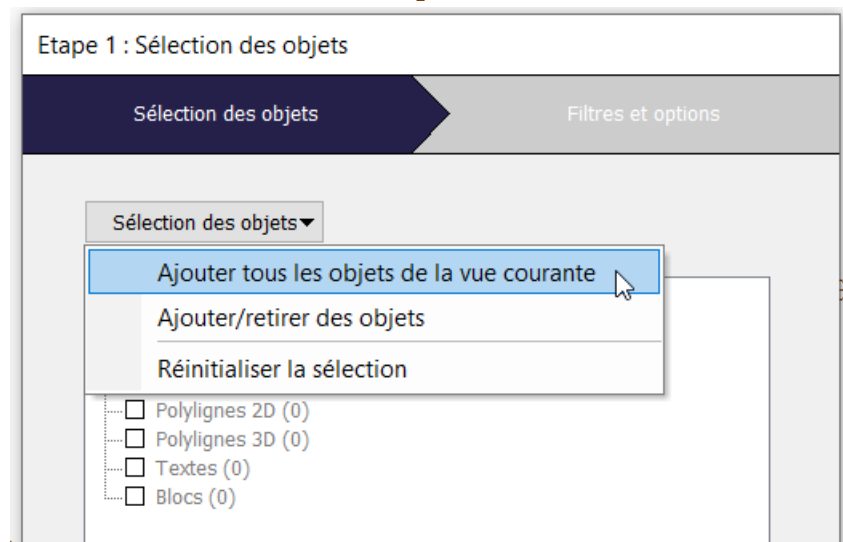 Etape 1 : Sélection des objets
Sélection des objets
Filtres et options
Sélection des objets
Ajouter tous les objets de la vue courante
Ajouter/retirer des objets
Réinitialiser la sélection
Polylignes 2D (0)
Polylignes 3D (0)
Textes (0)
Blocs (0)